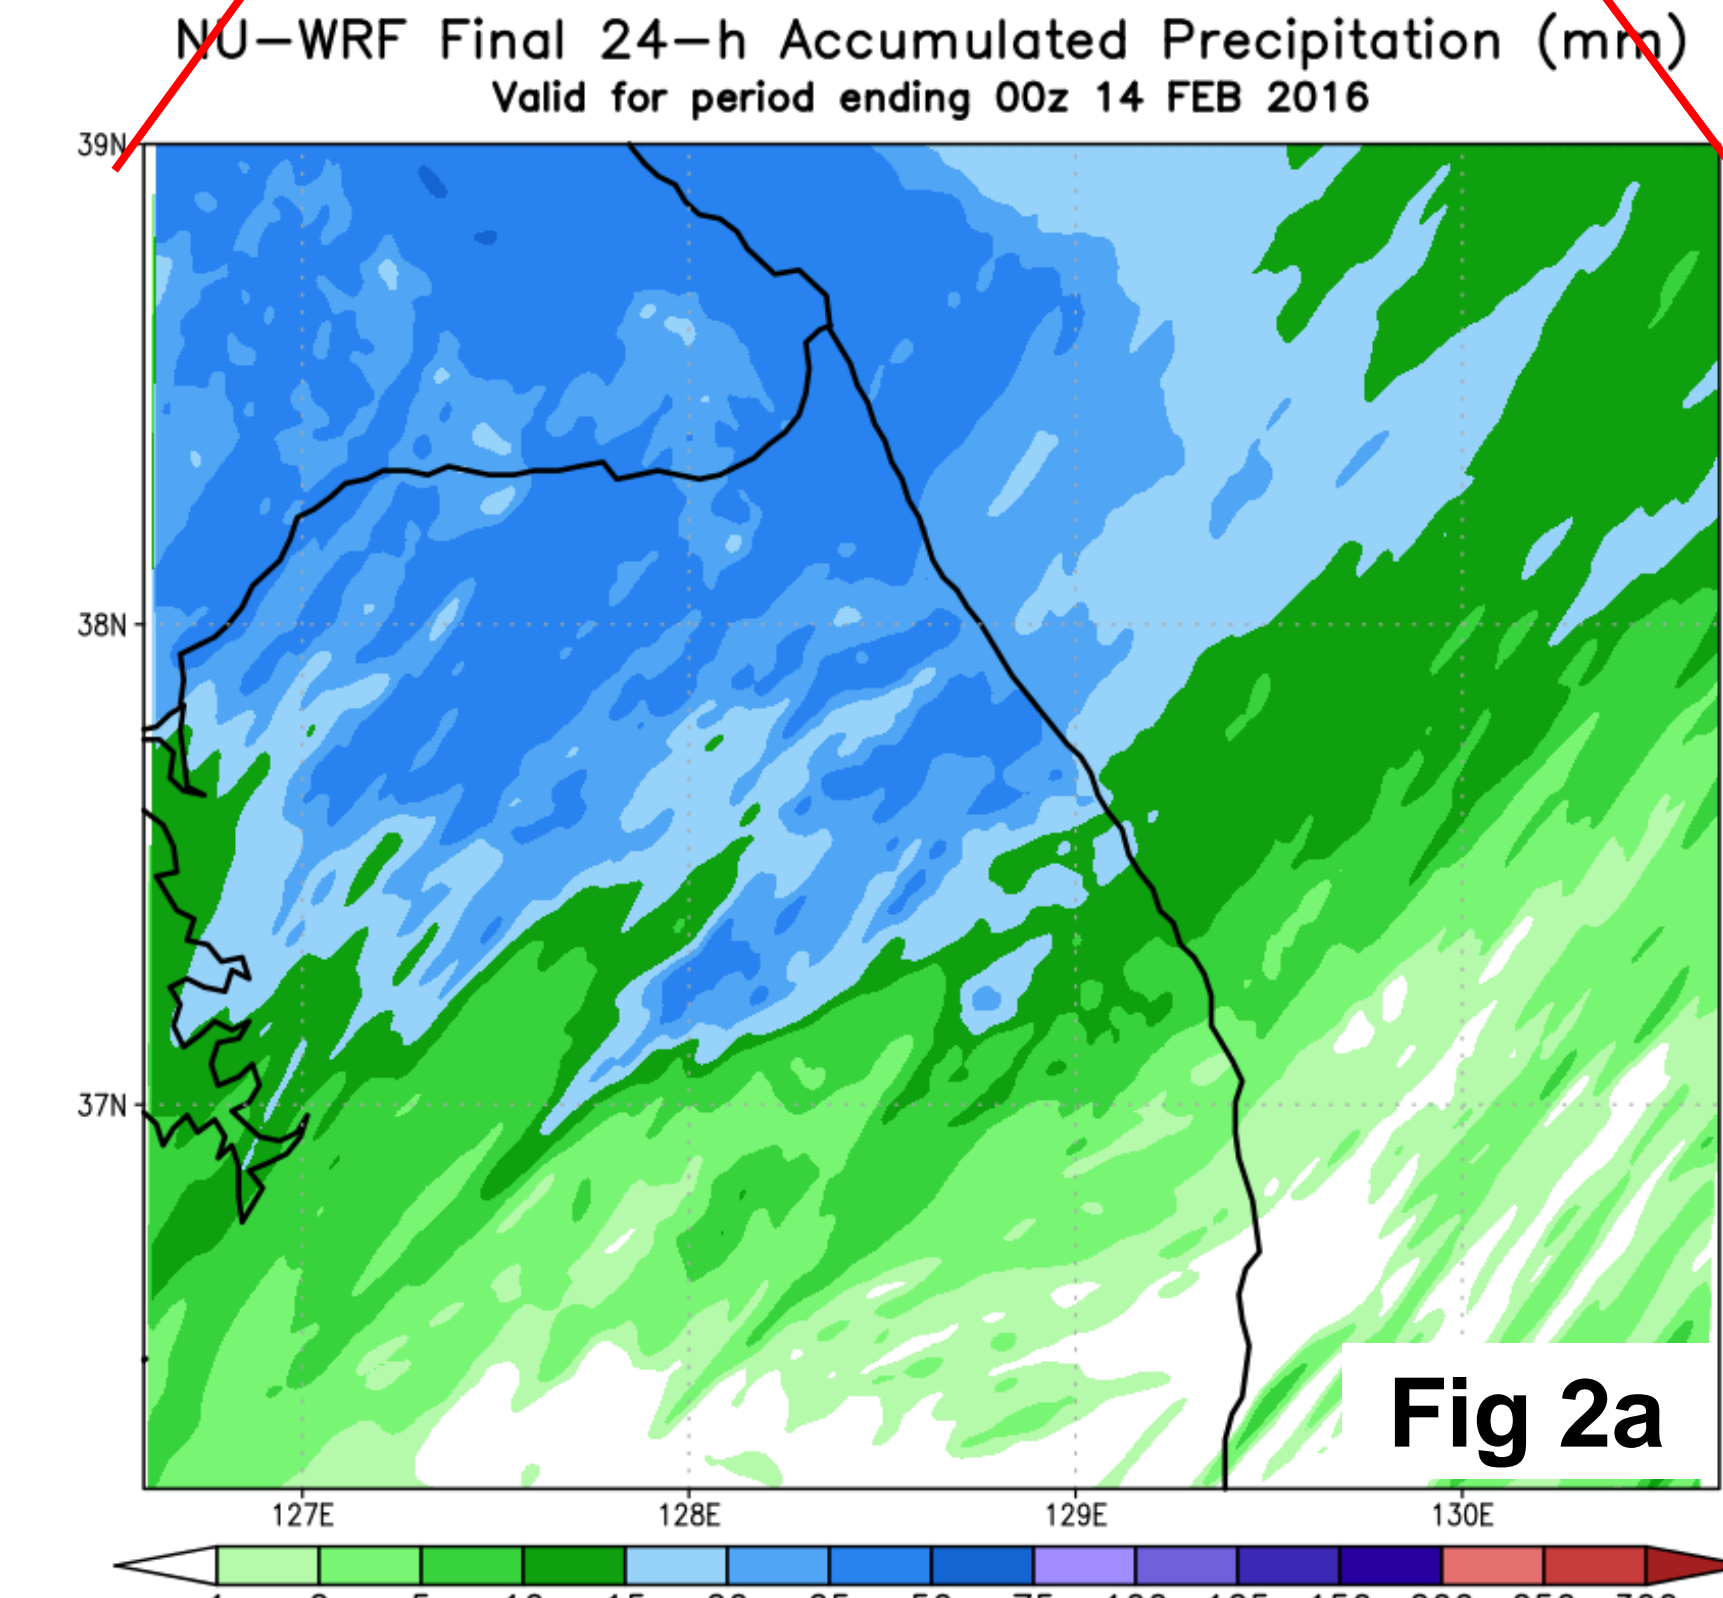 NU-WRF Final 24-h Accumulated Precipitation (mm)
Valid for period ending 00z 14 FEB 2016
39N
38N
37N
Fig 2a
127E 128E 129E 130E